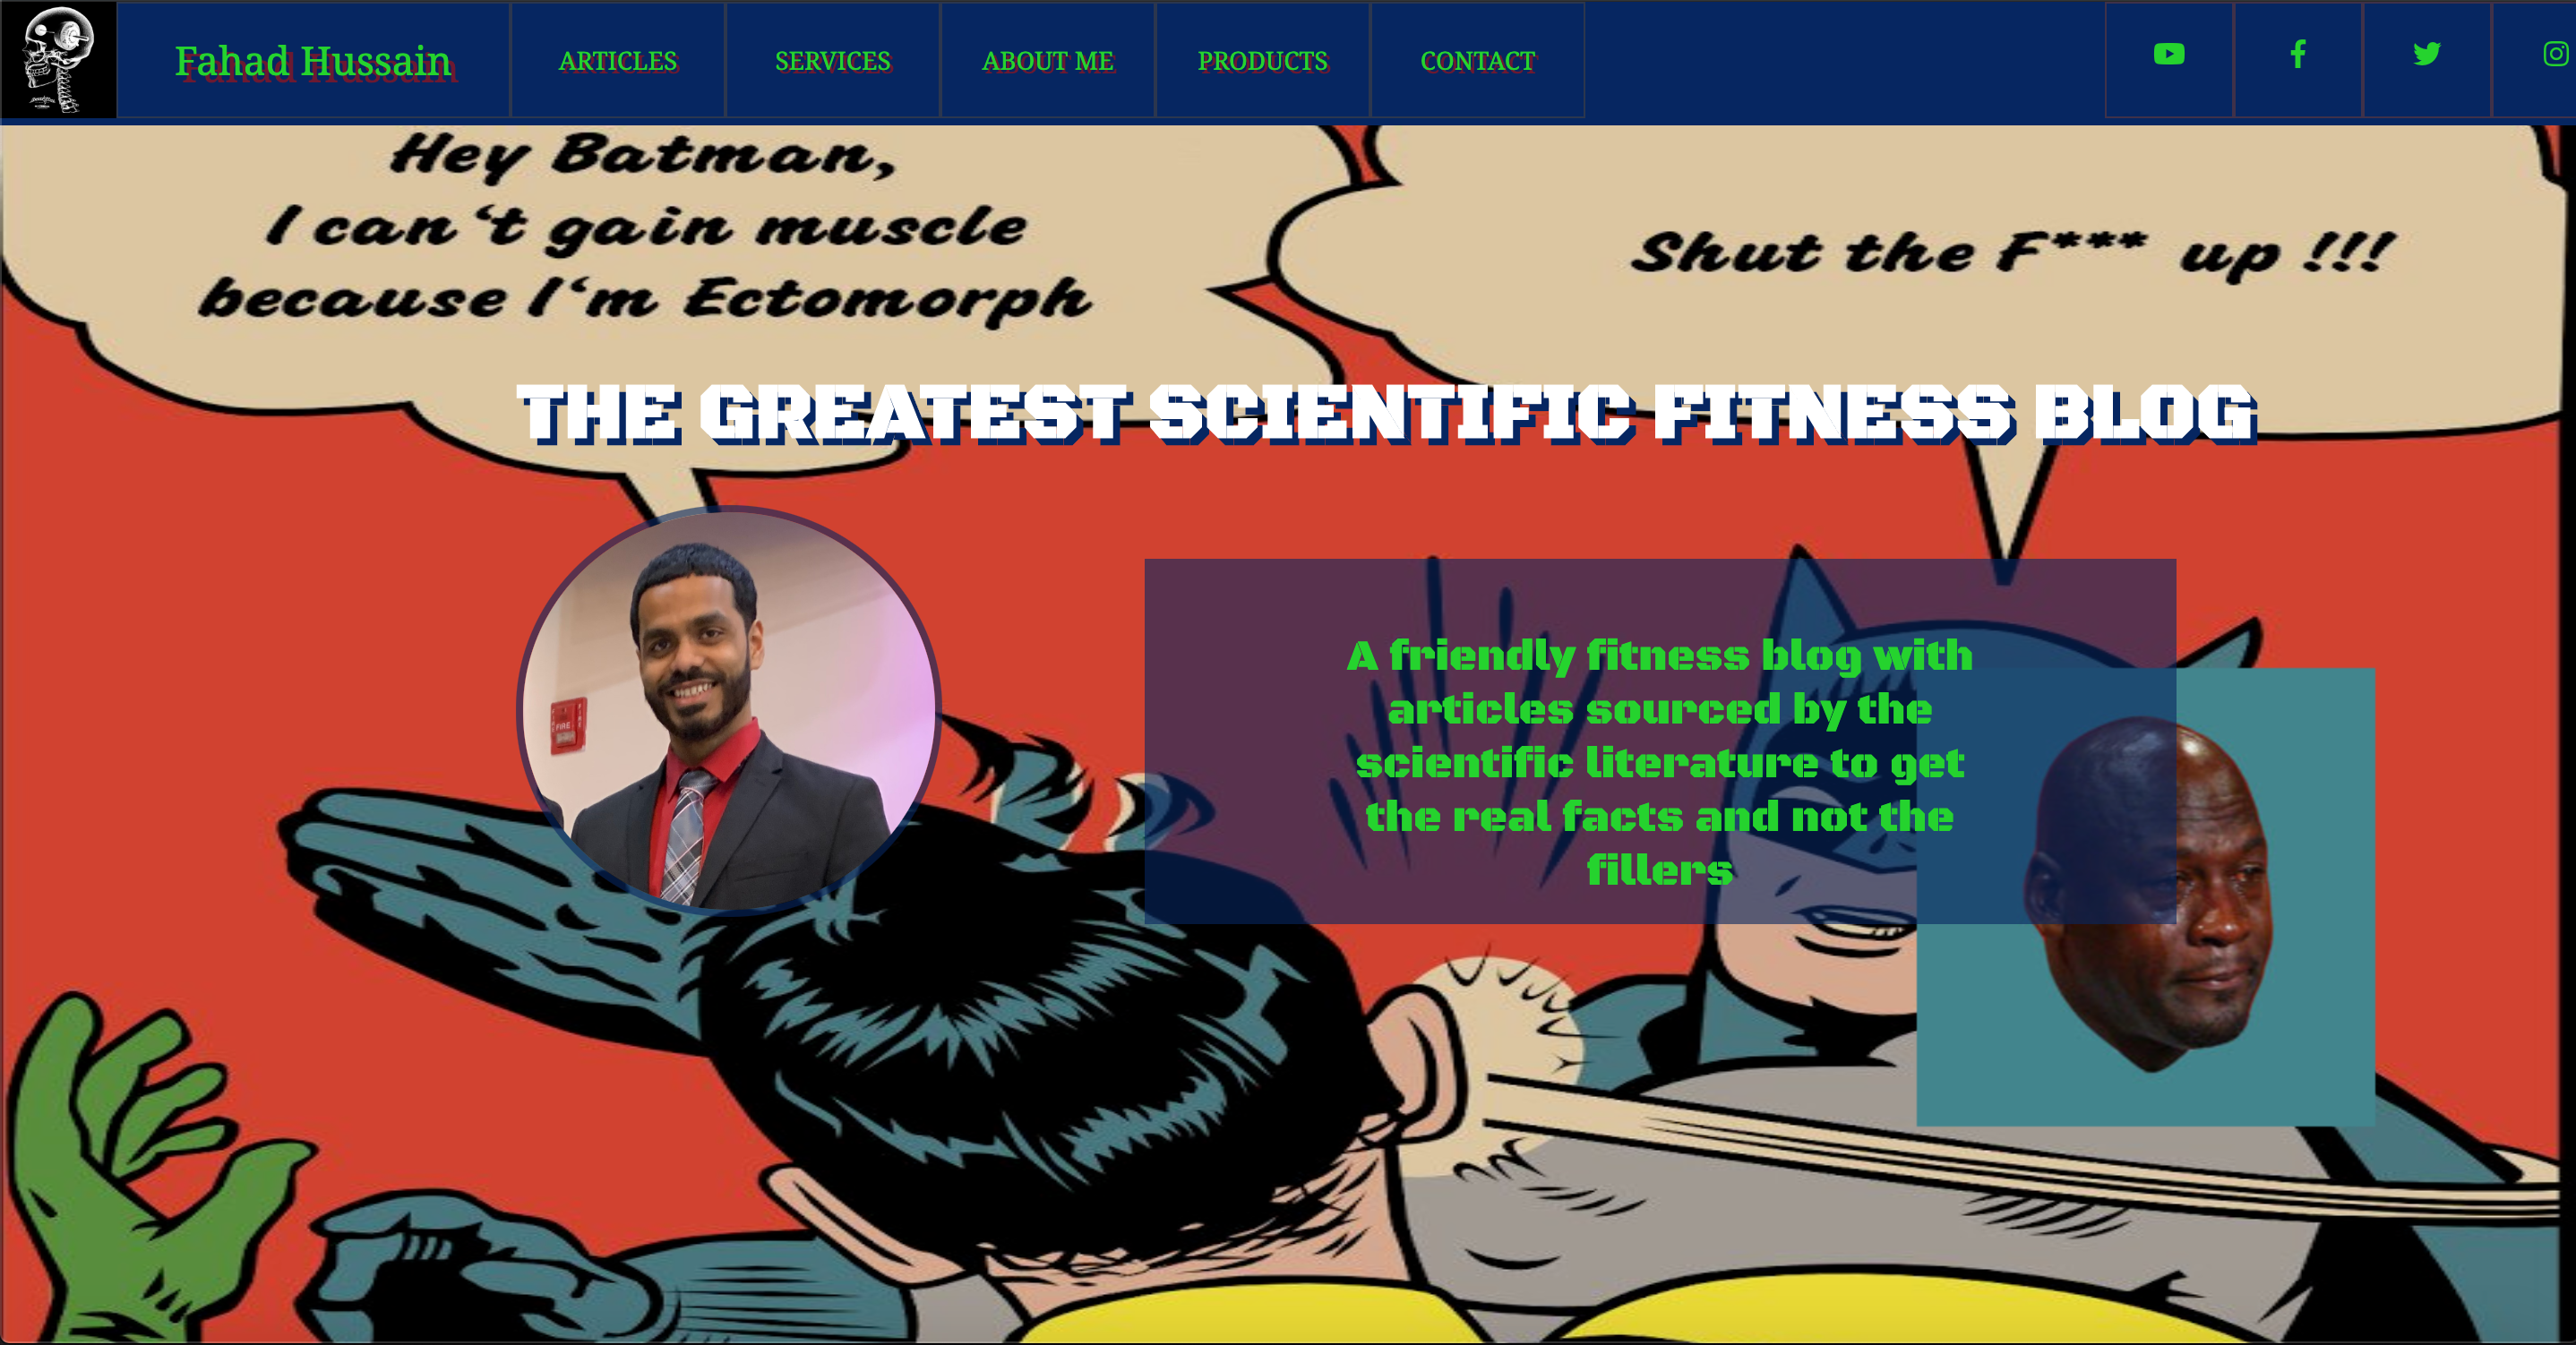 Fahad Hussain
ARTICLES
SERVICES
ABOUT ME
PRODUCTS
CONTACT
Hey Batman,
I can‘t gain muscle
because I‘m Ectomorph
Shut the F*** up !!!
THE GREATEST SCIENTIFIC FITNESS BLOG
FIRE
A friendly fitness blog with
articles sourced by the
scientific literature to get
the real facts and not the
fillers